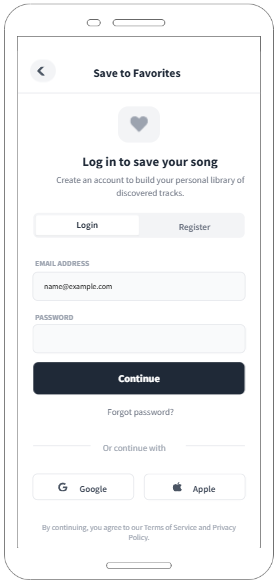 Save to Favorites
Log in to save your song
Create an account to build your personal library of
discovered tracks.
Login
Register
EMAIL ADDRESS
name@example.com
PASSWORD
Continue
Forgot password?
Or continue with
G Google
Apple
By continuing, you agree to our Terms of Service and Privacy
Policy.